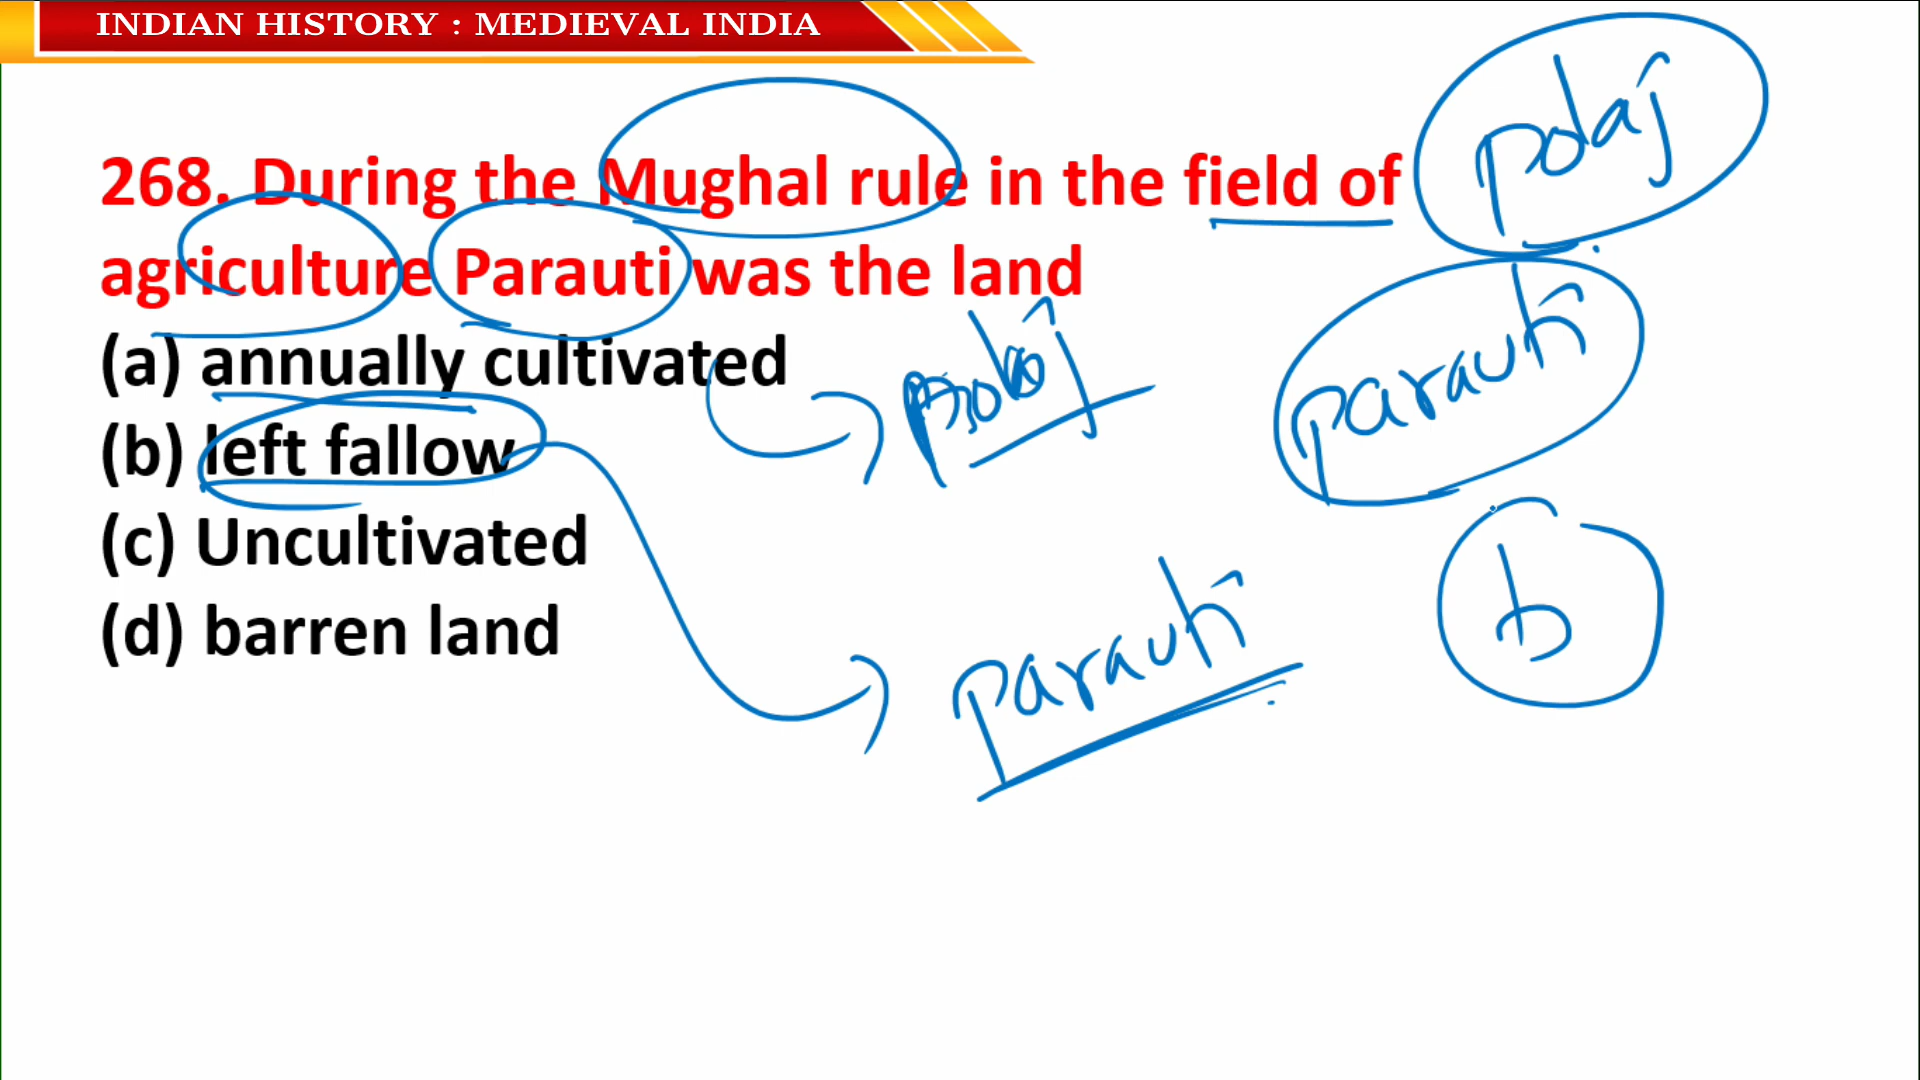 INDIAN HISTORY : MEDIEVAL INDIA
268. During the Mughal rule in the field of
agriculture Parauti was the land
(a) annually cultivated
(b) left fallow
(c) Uncultivated
(d) barren land
polaj
parauti
polaj
parauti
b